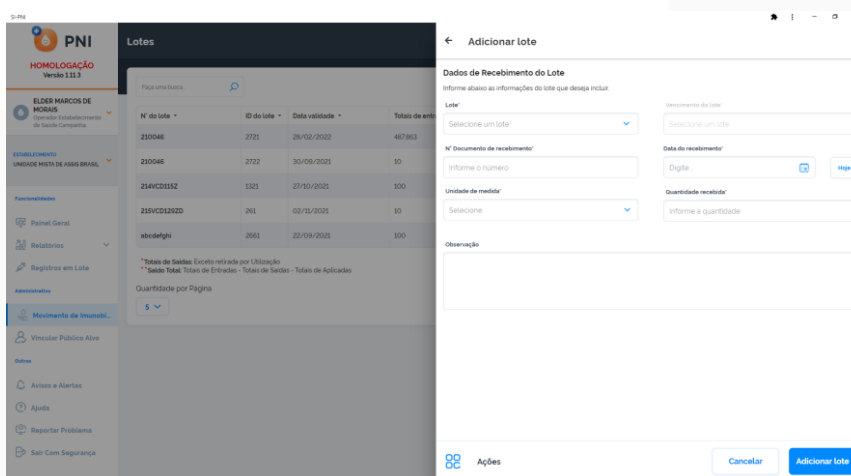 SI-PNI
PNI
HOMOLOGAÇÃO
Versão 1.11.3
ELDER MARCOS DE
MORAIS
Operador Estabelecimento
de Saúde Campanha
ESTABELECIMENTO
UNIDADE MISTA DE ASSIS BRASIL
Funcionalidades
Painel Geral
Relatórios
Registros em Lote
Administrativo
Movimento de Imunobi...
Vincular Público Alvo
Outros
Avisos e Alertas
Ajuda
Reportar Problema
Sair Com Segurança
Lotes
Faça uma busca...
N° do lote ID do lote Data validade Totais de ent
210046 2721 28/02/2022 487863
210046 2722 30/09/2021 10
214VCD115Z 1321 27/10/2021 100
215VCD129ZD 261 02/11/2021 10
abcdefghi 2661 22/09/2021 100
*Totais de Saídas: Exceto retirada por Utilização
**Saldo Total: Totais de Entradas - Totais de Saídas - Totais de Aplicadas
Quantidade por Página
5
Adicionar lote
Dados de Recebimento do Lote
Informe abaixo as informações do lote que deseja incluir.
Lote* Vencimento do lote*
Selecione um lote Selecione um lote
N° Documento de recebimento* Data do recebimento*
Informe o número Digite... Hoje
Unidade de medida* Quantidade recebida*
Selecione Informe a quantidade
Observação
Ações Cancelar Adicionar lote